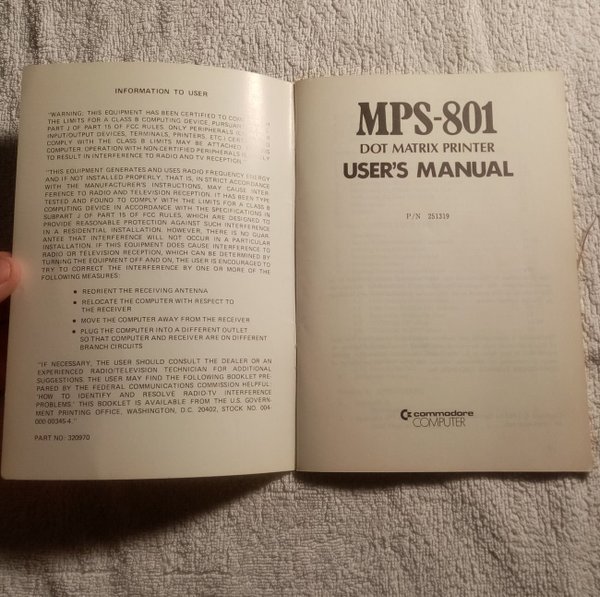 INFORMATION TO USER
"WARNING: THIS EQUIPMENT HAS BEEN CERTIFIED TO COMPLY
THE LIMITS FOR A CLASS B COMPUTING DEVICE, PURSUANT
PART J OF PART 15 OF FCC RULES. ONLY PERIPHERALS
INPUT/OUTPUT DEVICES, TERMINALS, PRINTERS, ETC.) CERT
COMPLY WITH THE CLASS B LIMITS MAY BE ATTACHED
COMPUTER. OPERATION WITH NON-CERTIFIED PERIPHERALS IS LY
TO RESULT IN INTERFERENCE TO RADIO AND TV RECEPTION.
"THIS EQUIPMENT GENERATES AND USES RADIO FREQUENCY ENERGY
AND IF NOT INSTALLED PROPERLY, THAT IS, IN STRICT ACCORDANCE
WITH THE MANUFACTURER'S INSTRUCTIONS, MAY CAUSE INTER
FERENCE TO RADIO AND TELEVISION RECEPTION. IT HAS BEEN TYPE
TESTED AND FOUND TO COMPLY WITH THE LIMITS FOR A CLASS B
COMPUTING DEVICE IN ACCORDANCE WITH THE SPECIFICATIONS IN
SUBPART J OF PART 15 OF FCC RULES, WHICH ARE DESIGNED TO
PROVIDE REASONABLE PROTECTION AGAINST SUCH INTERFERENCE
IN A RESIDENTIAL INSTALLATION. HOWEVER, THERE IS NO GUAR-
ANTEE THAT INTERFERENCE WILL NOT OCCUR IN A PARTICULAR
INSTALLATION. IF THIS EQUIPMENT DOES CAUSE INTERFERENCE TO
RADIO OR TELEVISION RECEPTION, WHICH CAN BE DETERMINED BY
TURNING THE EQUIPMENT OFF AND ON, THE USER IS ENCOURAGED TO
TRY TO CORRECT THE INTERFERENCE BY ONE OR MORE OF THE
FOLLOWING MEASURES:
• REORIENT THE RECEIVING ANTENNA
• RELOCATE THE COMPUTER WITH RESPECT TO
THE RECEIVER
• MOVE THE COMPUTER AWAY FROM THE RECEIVER
• PLUG THE COMPUTER INTO A DIFFERENT OUTLET
SO THAT COMPUTER AND RECEIVER ARE ON DIFFERENT
BRANCH CIRCUITS
"IF NECESSARY, THE USER SHOULD CONSULT THE DEALER OR AN
EXPERIENCED RADIO/TELEVISION TECHNICIAN FOR ADDITIONAL
SUGGESTIONS. THE USER MAY FIND THE FOLLOWING BOOKLET PRE-
PARED BY THE FEDERAL COMMUNICATIONS COMMISSION HELPFUL:
'HOW TO IDENTIFY AND RESOLVE RADIO-TV INTERFERENCE
PROBLEMS.' THIS BOOKLET IS AVAILABLE FROM THE U.S. GOVERN-
MENT PRINTING OFFICE, WASHINGTON, D.C. 20402, STOCK NO. 004-
000-00345-4."
PART NO: 320970
MPS-801
DOT MATRIX PRINTER
USER'S MANUAL
P/N 251319
commodore
COMPUTER